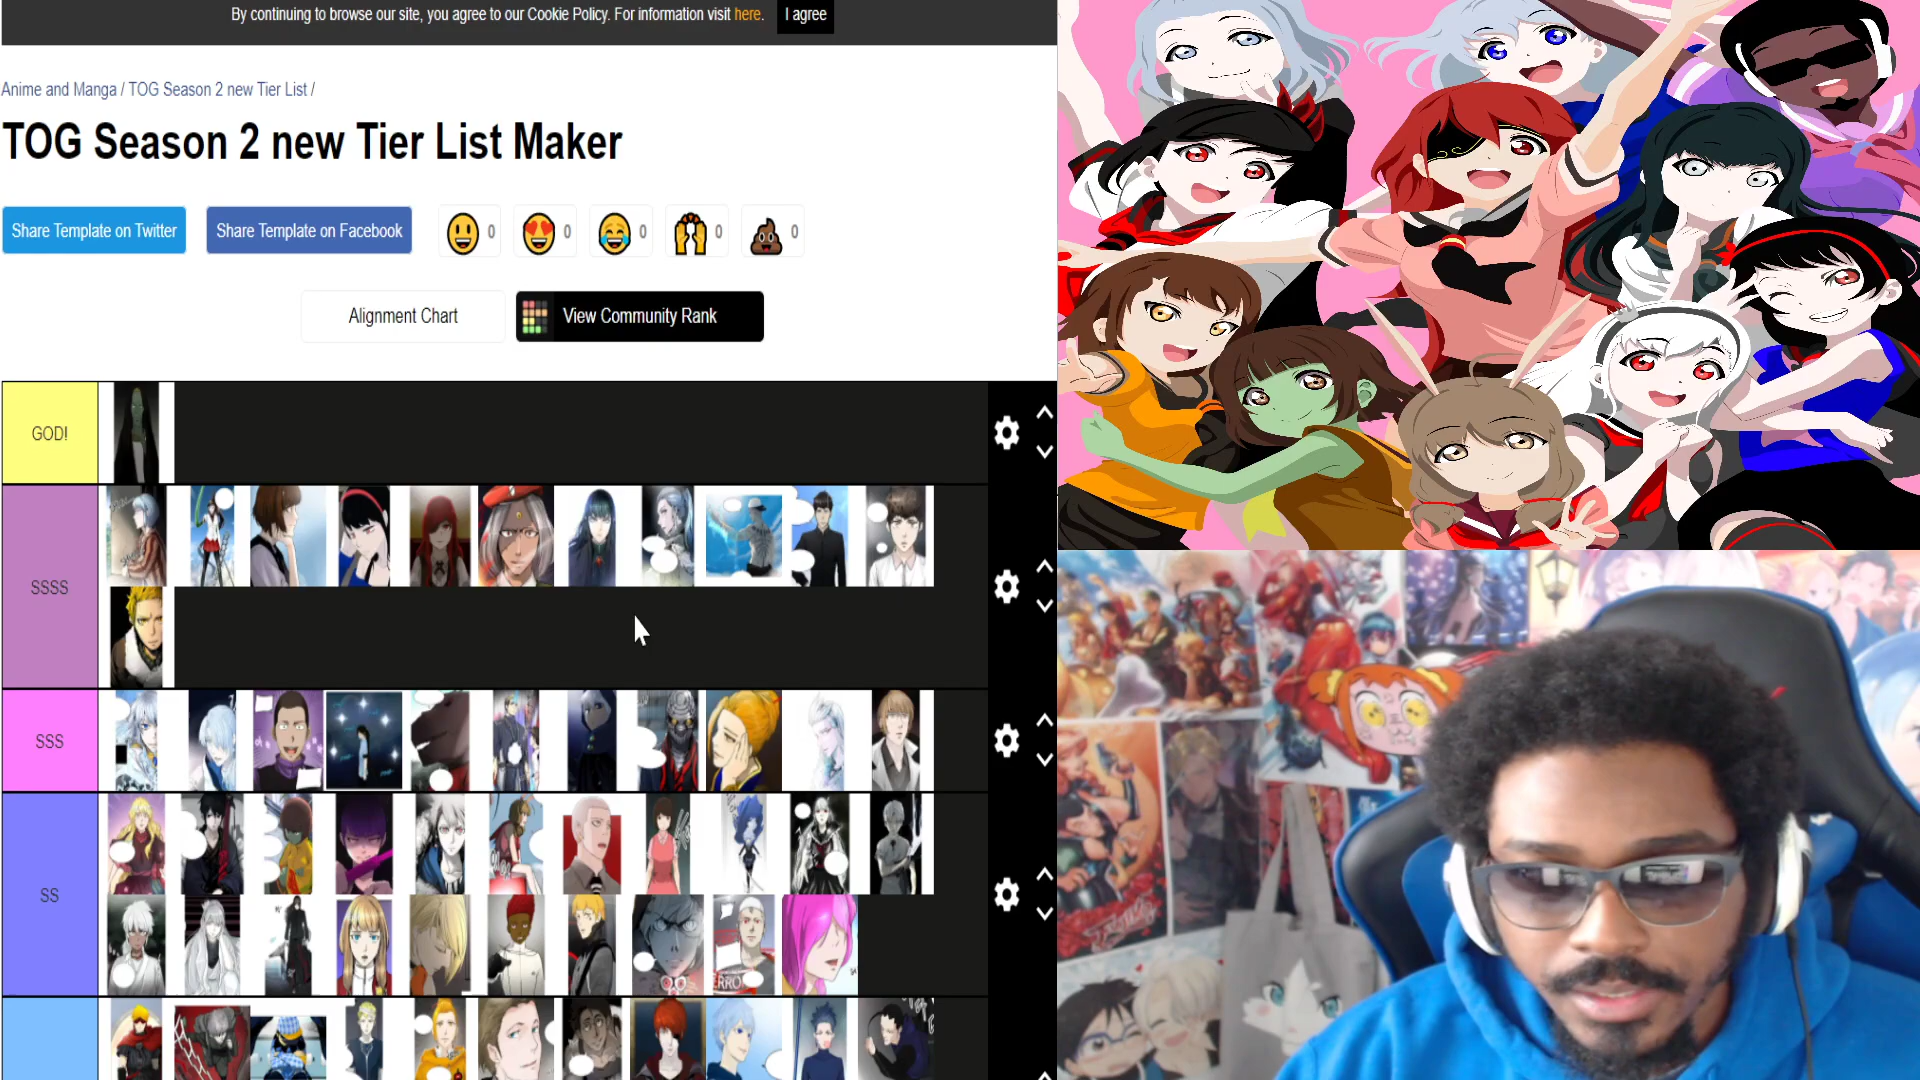 By continuing to browse our site, you agree to our Cookie Policy. For information visit here. I agree
Anime and Manga / TOG Season 2 new Tier List /
TOG Season 2 new Tier List Maker
Share Template on Twitter
Share Template on Facebook
0
0
0
0
0
Alignment Chart
View Community Rank
GOD!
SSSS
SSS
SS